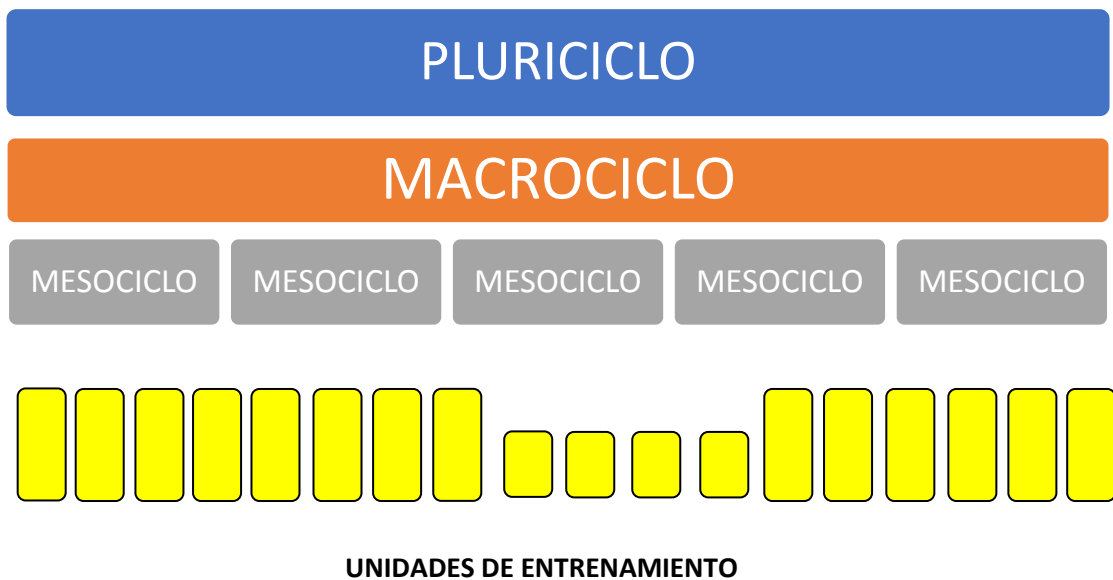 PLURICICLO
MACROCICLO
MESOCICLO MESOCICLO MESOCICLO MESOCICLO MESOCICLO
UNIDADES DE ENTRENAMIENTO